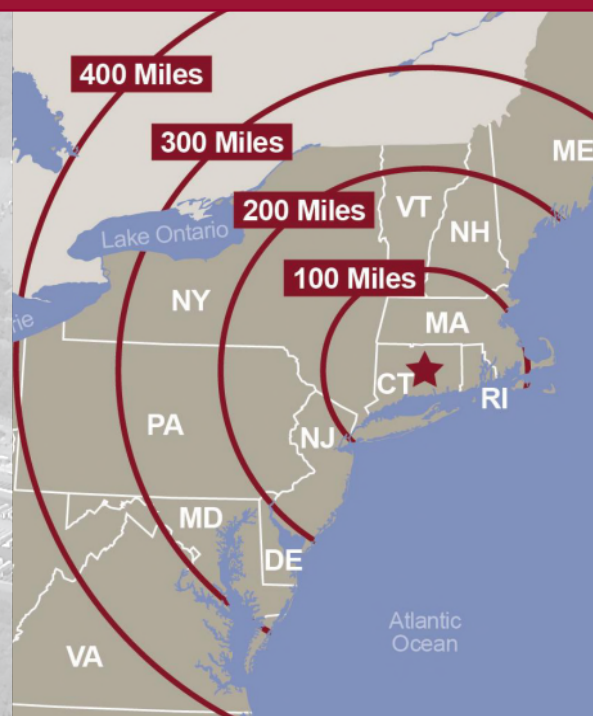 400 Miles
300 Miles
ME
200 Miles
VT
Lake Ontario
NH
100 Miles
NY
rie
MA
CT
RI
PA
NJ
MD
DE
Atlantic
Ocean
VA